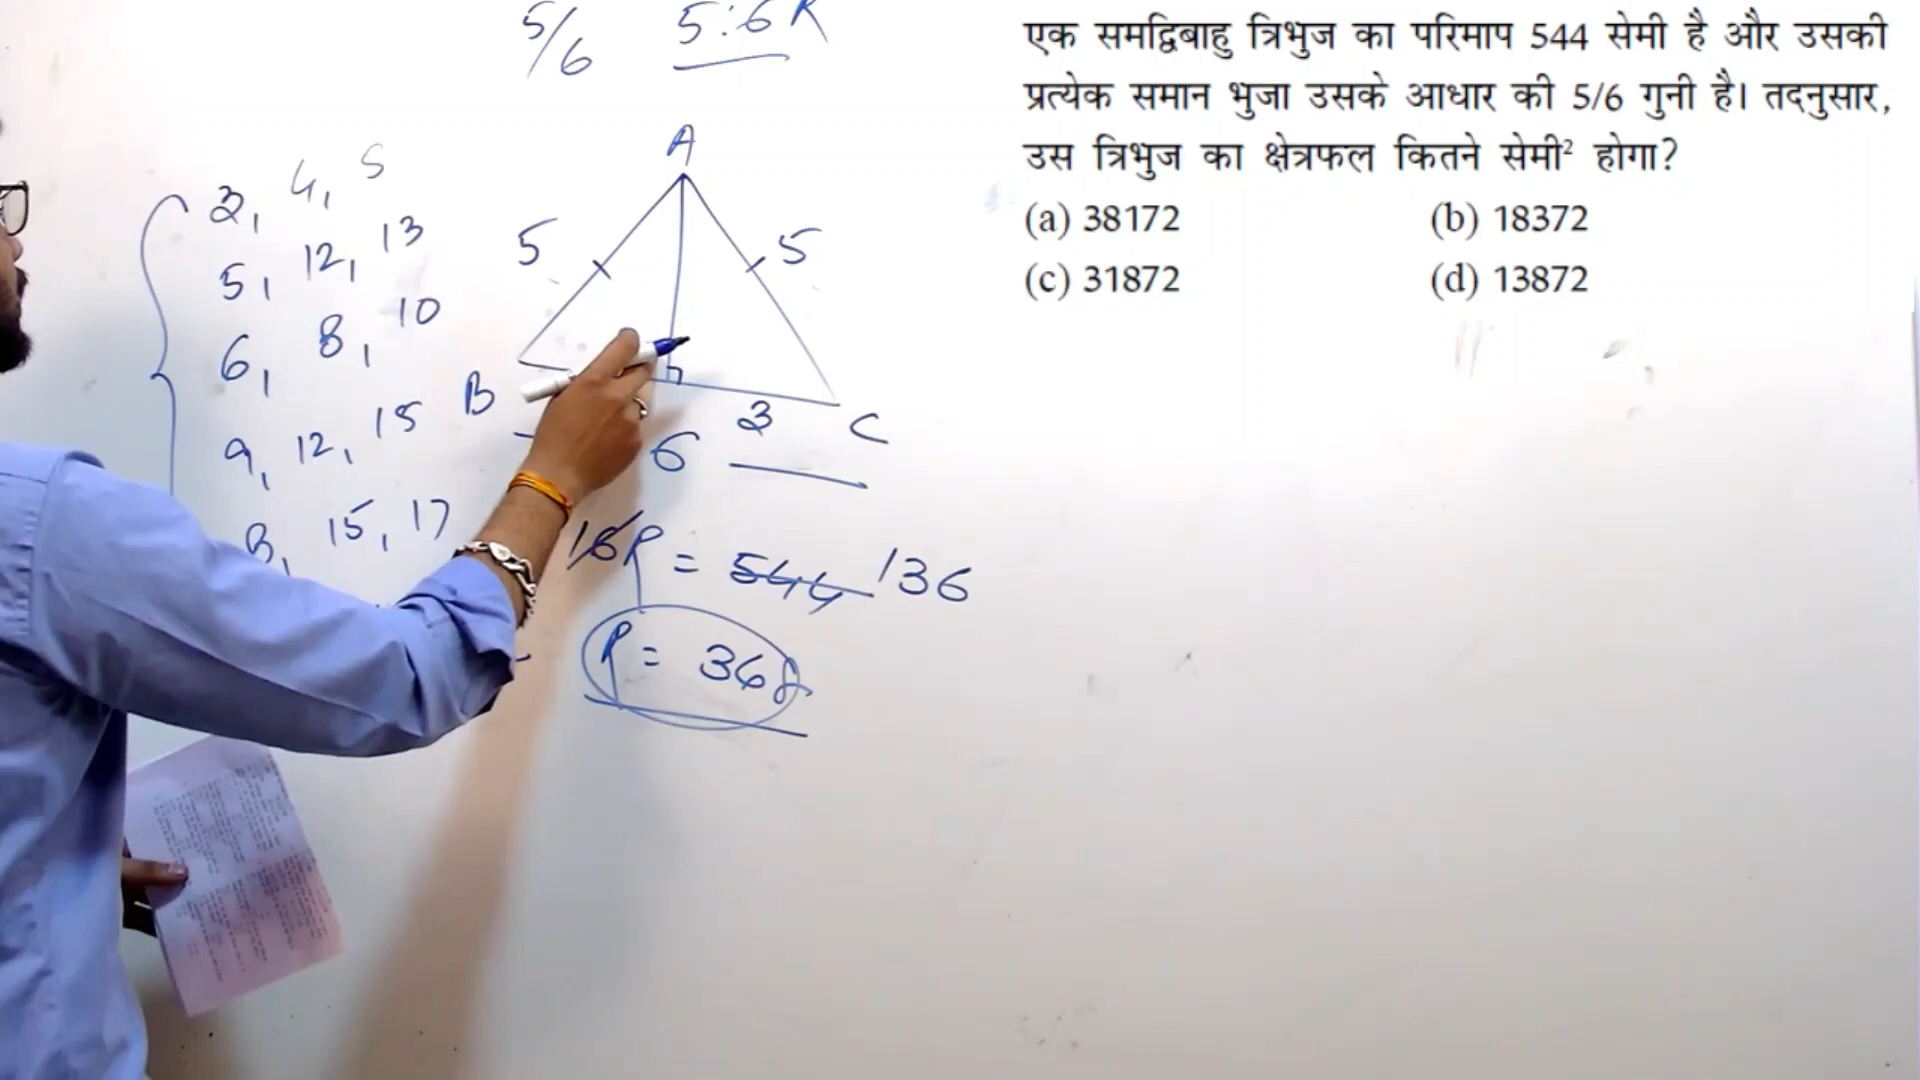 5/6 5:6R
एक समद्विबाहु त्रिभुज का परिमाप 544 सेमी है और उसकी
प्रत्येक समान भुजा उसके आधार की 5/6 गुनी है। तदनुसार,
उस त्रिभुज का क्षेत्रफल कितने सेमी² होगा?
(a) 38172 (b) 18372
(c) 31872 (d) 13872
A
3, 4, 5
5, 12, 13
6, 8, 10
9, 12, 15
8, 15, 17
5 5
B 3 C
6
16R = 544 136
R = 34